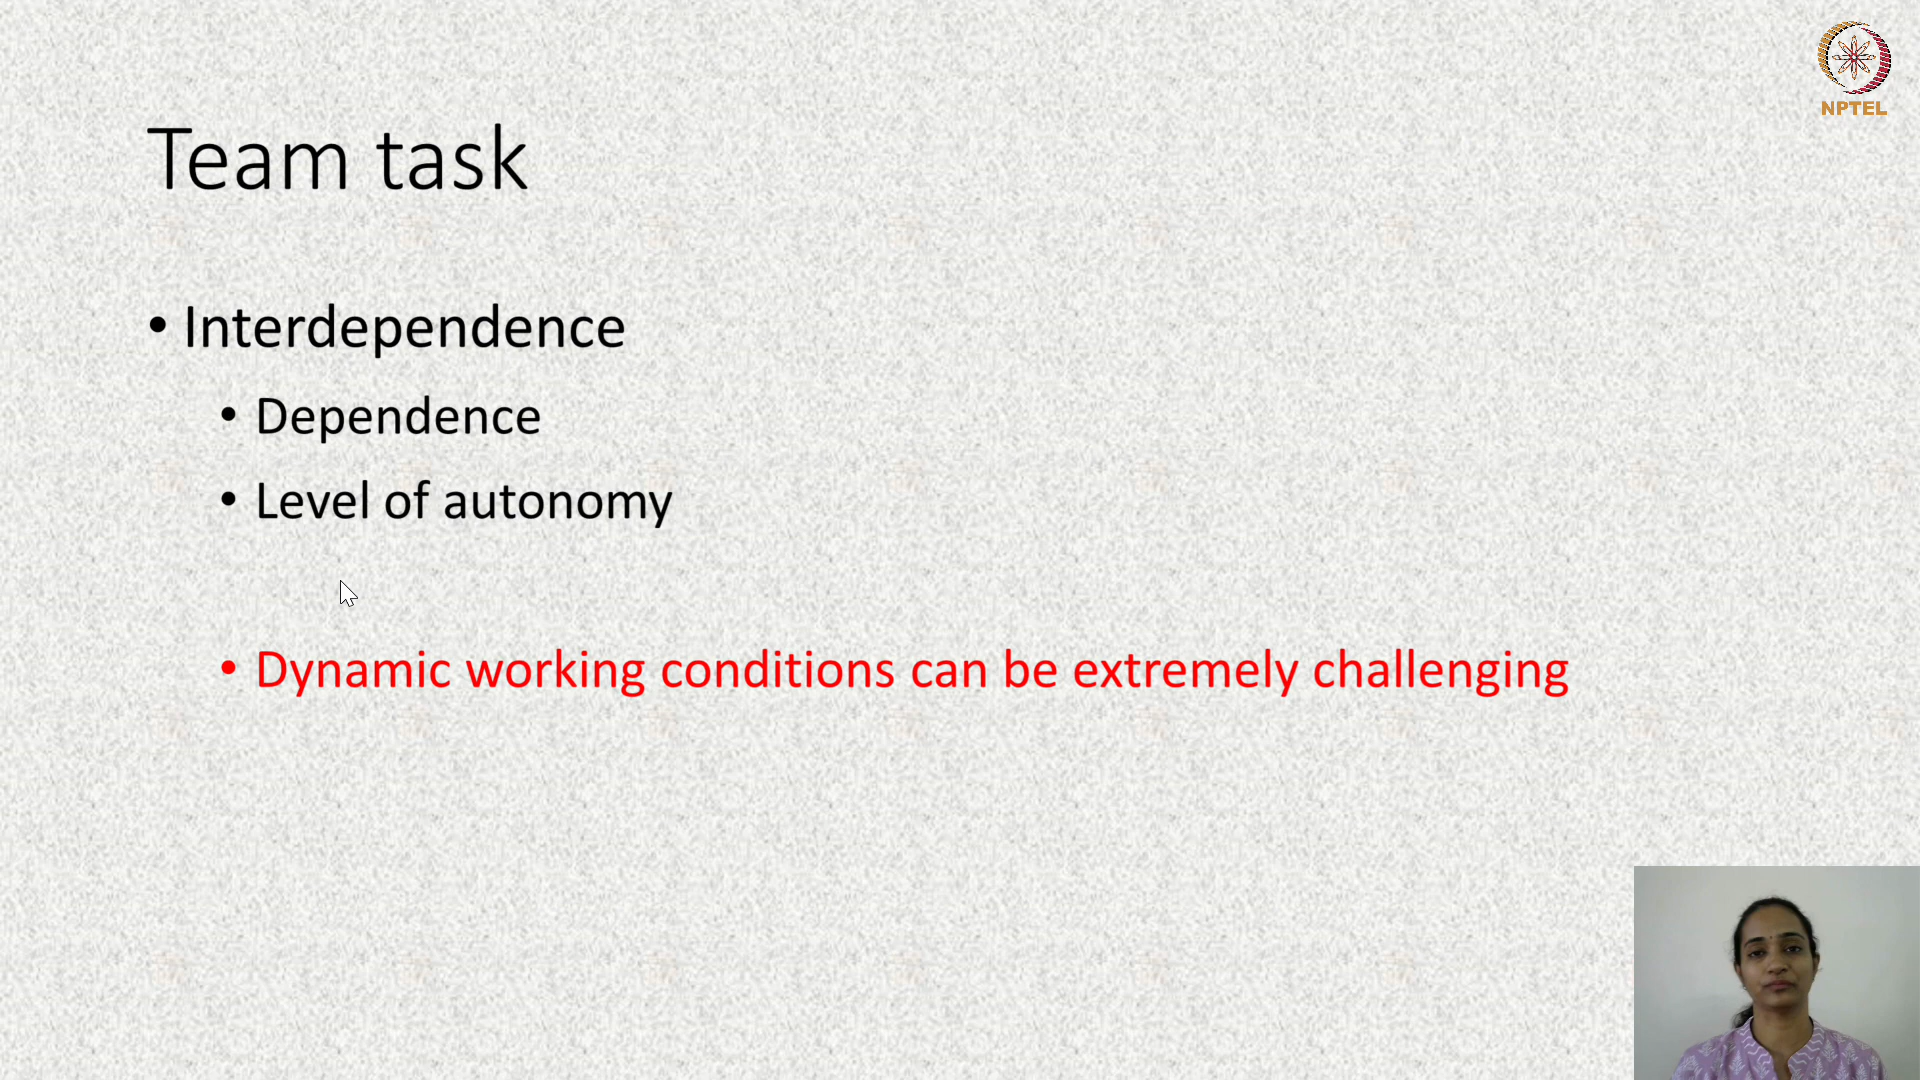 NPTEL
Team task
• Interdependence
• Dependence
• Level of autonomy
• Dynamic working conditions can be extremely challenging